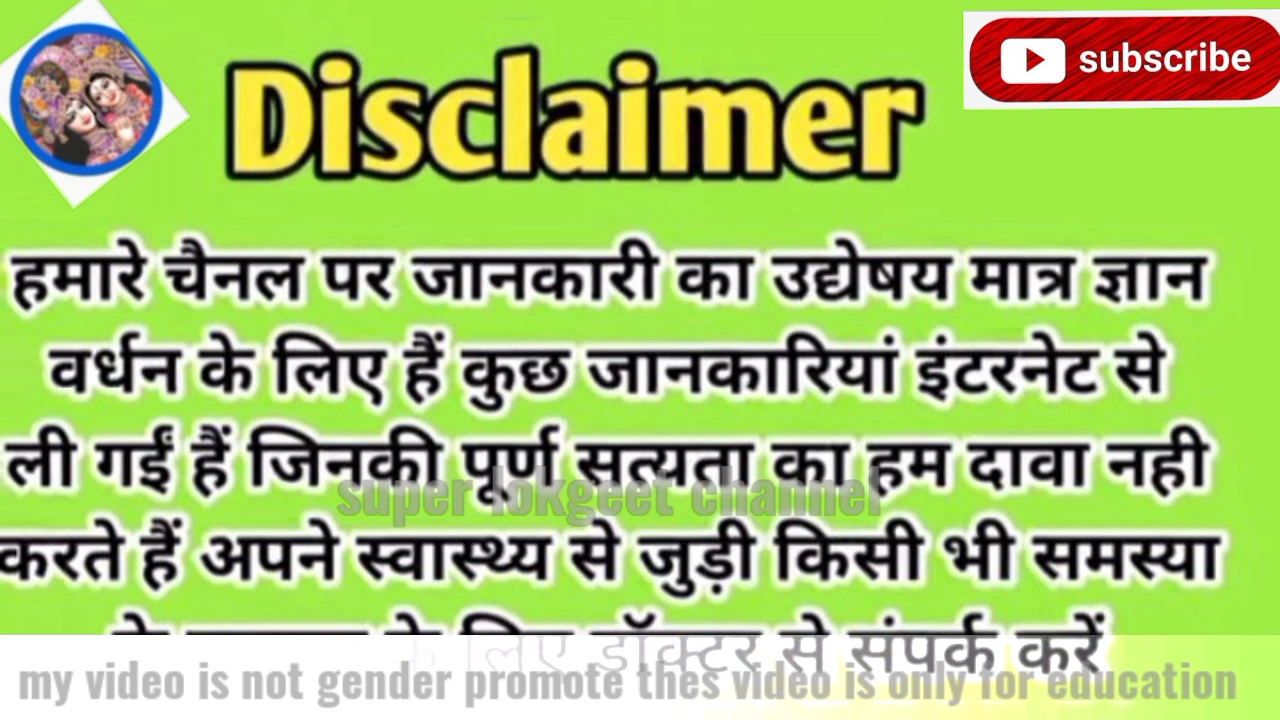 subscribe
Disclaimer
हमारे चैनल पर जानकारी का उद्येषय मात्र ज्ञान
वर्धन के लिए हैं कुछ जानकारियां इंटरनेट से
ली गईं हैं जिनकी पूर्ण सत्यता का हम दावा नही
super lokgeet channel
करते हैं अपने स्वास्थ्य से जुड़ी किसी भी समस्या
के लिए डॉक्टर से संपर्क करें
my video is not gender promote thes video is only for education